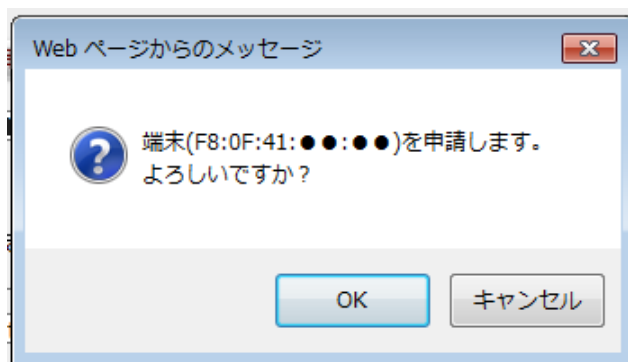 Web ページからのメッセージ
端末(F8:0F:41:●●:●●)を申請します。
よろしいですか？
OK
キャンセル